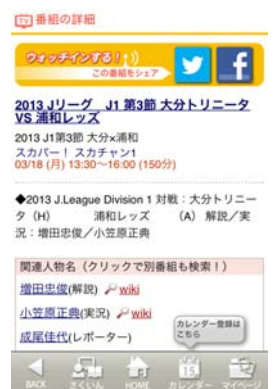 TV 番組の詳細
ウォッチインする!
この番組をシェア
2013 Jリーグ J1 第3節 大分トリニータ
VS 浦和レッズ
2013 J1第3節 大分×浦和
スカパー！ スカチャン1
03/18 (月) 13:30～16:00 (150分)
◆2013 J.League Division 1 対戦：大分トリニー
タ（H） 浦和レッズ （A） 解説／実
況：増田忠俊／小笠原正典
関連人物名（クリックで別番組も検索！）
増田忠俊(解説) wiki
小笠原正典(実況) wiki
成尾佳代(レポーター)
カレンダー登録は
こちら
15
BACK さくいん HOME カレンダー マイページ